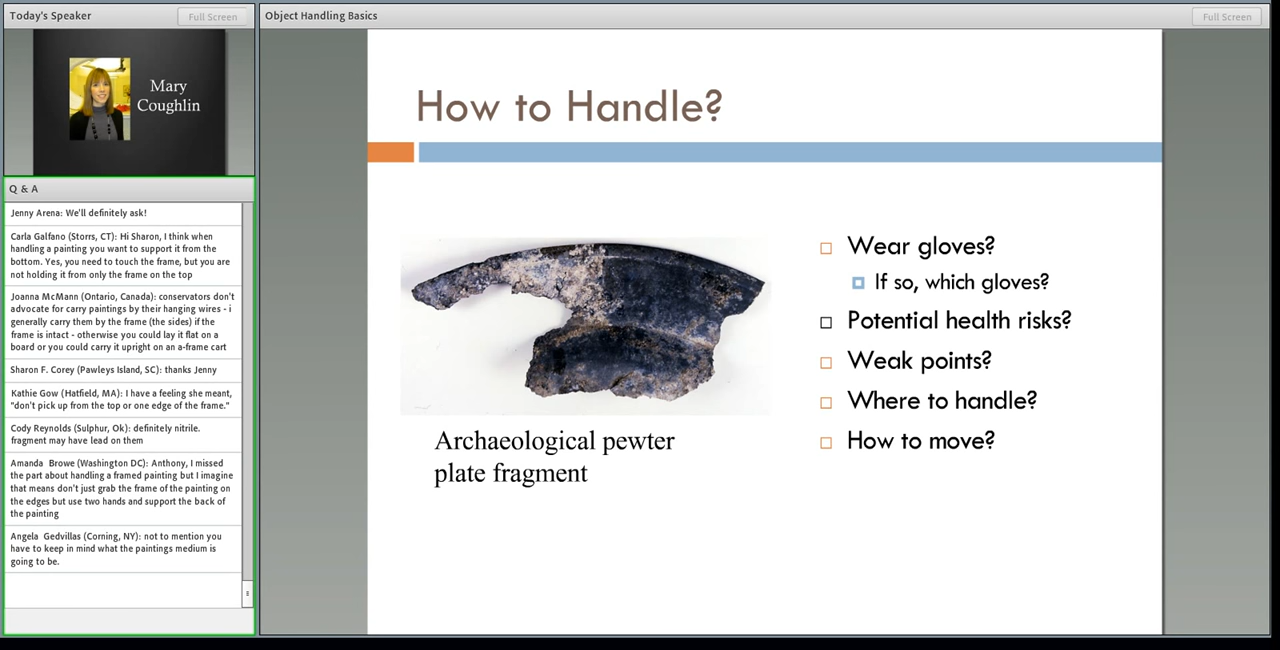 Today's Speaker
Full Screen
Mary
Coughlin
Q & A
Jenny Arena: We'll definitely ask!
Carla Galfano (Storrs, CT): Hi Sharon, I think when
handling a painting you want to support it from the
bottom. Yes, you need to touch the frame, but you are
not holding it from only the frame on the top
Joanna McMann (Ontario, Canada): conservators don't
advocate for carry paintings by their hanging wires - i
generally carry them by the frame (the sides) if the
frame is intact - otherwise you could lay it flat on a
board or you could carry it upright on an a-frame cart
Sharon F. Corey (Pawleys Island, SC): thanks Jenny
Kathie Gow (Hatfield, MA): I have a feeling she meant,
"don't pick up from the top or one edge of the frame."
Cody Reynolds (Sulphur, Ok): definitely nitrile.
fragment may have lead on them
Amanda Browe (Washington DC): Anthony, I missed
the part about handling a framed painting but I imagine
that means don't just grab the frame of the painting on
the edges but use two hands and support the back of
the painting
Angela Gedvillas (Corning, NY): not to mention you
have to keep in mind what the paintings medium is
going to be.
Object Handling Basics
Full Screen
How to Handle?
Archaeological pewter
plate fragment
Wear gloves?
If so, which gloves?
Potential health risks?
Weak points?
Where to handle?
How to move?